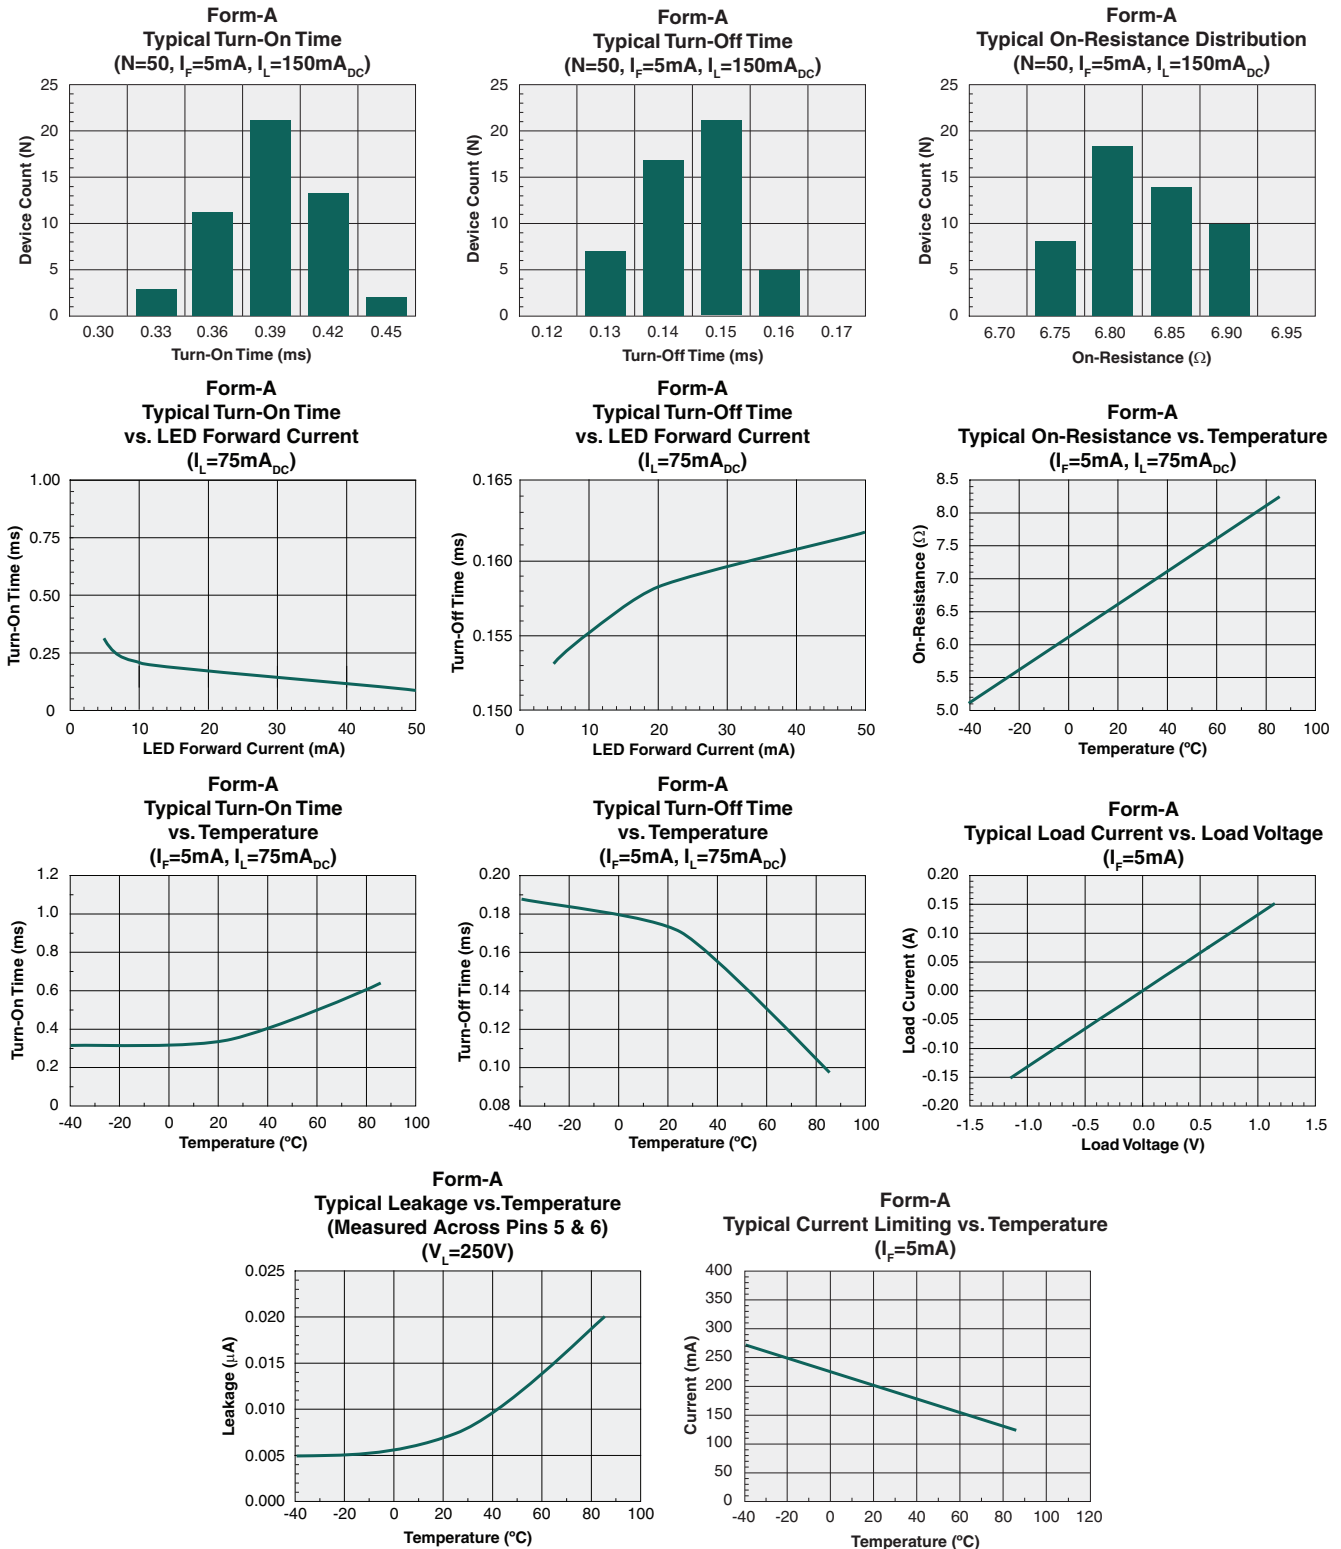 Form-A
Typical Turn-On Time
(N=50, IF=5mA, IL=150mADC)
25
20
15
10
5
0
Device Count (N)
0.30 0.33 0.36 0.39 0.42 0.45
Turn-On Time (ms)
Form-A
Typical Turn-Off Time
(N=50, IF=5mA, IL=150mADC)
25
20
15
10
5
0
Device Count (N)
0.12 0.13 0.14 0.15 0.16 0.17
Turn-Off Time (ms)
Form-A
Typical On-Resistance Distribution
(N=50, IF=5mA, IL=150mADC)
25
20
15
10
5
0
Device Count (N)
6.70 6.75 6.80 6.85 6.90 6.95
On-Resistance (Ω)
Form-A
Typical Turn-On Time
vs. LED Forward Current
(IL=75mADC)
1.00
0.75
0.50
0.25
0
Turn-On Time (ms)
0 10 20 30 40 50
LED Forward Current (mA)
Form-A
Typical Turn-Off Time
vs. LED Forward Current
(IL=75mADC)
0.165
0.160
0.155
0.150
Turn-Off Time (ms)
0 10 20 30 40 50
LED Forward Current (mA)
Form-A
Typical On-Resistance vs. Temperature
(IF=5mA, IL=75mADC)
8.5
8.0
7.5
7.0
6.5
6.0
5.5
5.0
On-Resistance (Ω)
-40 -20 0 20 40 60 80 100
Temperature (ºC)
Form-A
Typical Turn-On Time
vs. Temperature
(IF=5mA, IL=75mADC)
1.2
1.0
0.8
0.6
0.4
0.2
0
Turn-On Time (ms)
-40 -20 0 20 40 60 80 100
Temperature (ºC)
Form-A
Typical Turn-Off Time
vs. Temperature
(IF=5mA, IL=75mADC)
0.20
0.18
0.16
0.14
0.12
0.10
0.08
Turn-Off Time (ms)
-40 -20 0 20 40 60 80 100
Temperature (ºC)
Form-A
Typical Load Current vs. Load Voltage
(IF=5mA)
0.20
0.15
0.10
0.05
0.00
-0.05
-0.10
-0.15
-0.20
Load Current (A)
-1.5 -1.0 -0.5 0.0 0.5 1.0 1.5
Load Voltage (V)
Form-A
Typical Leakage vs.Temperature
(Measured Across Pins 5 & 6)
(VL=250V)
0.025
0.020
0.015
0.010
0.005
0.000
Leakage (μA)
-40 -20 0 20 40 60 80 100
Temperature (ºC)
Form-A
Typical Current Limiting vs. Temperature
(IF=5mA)
400
350
300
250
200
150
100
50
0
Current (mA)
-40 -20 0 20 40 60 80 100 120
Temperature (ºC)